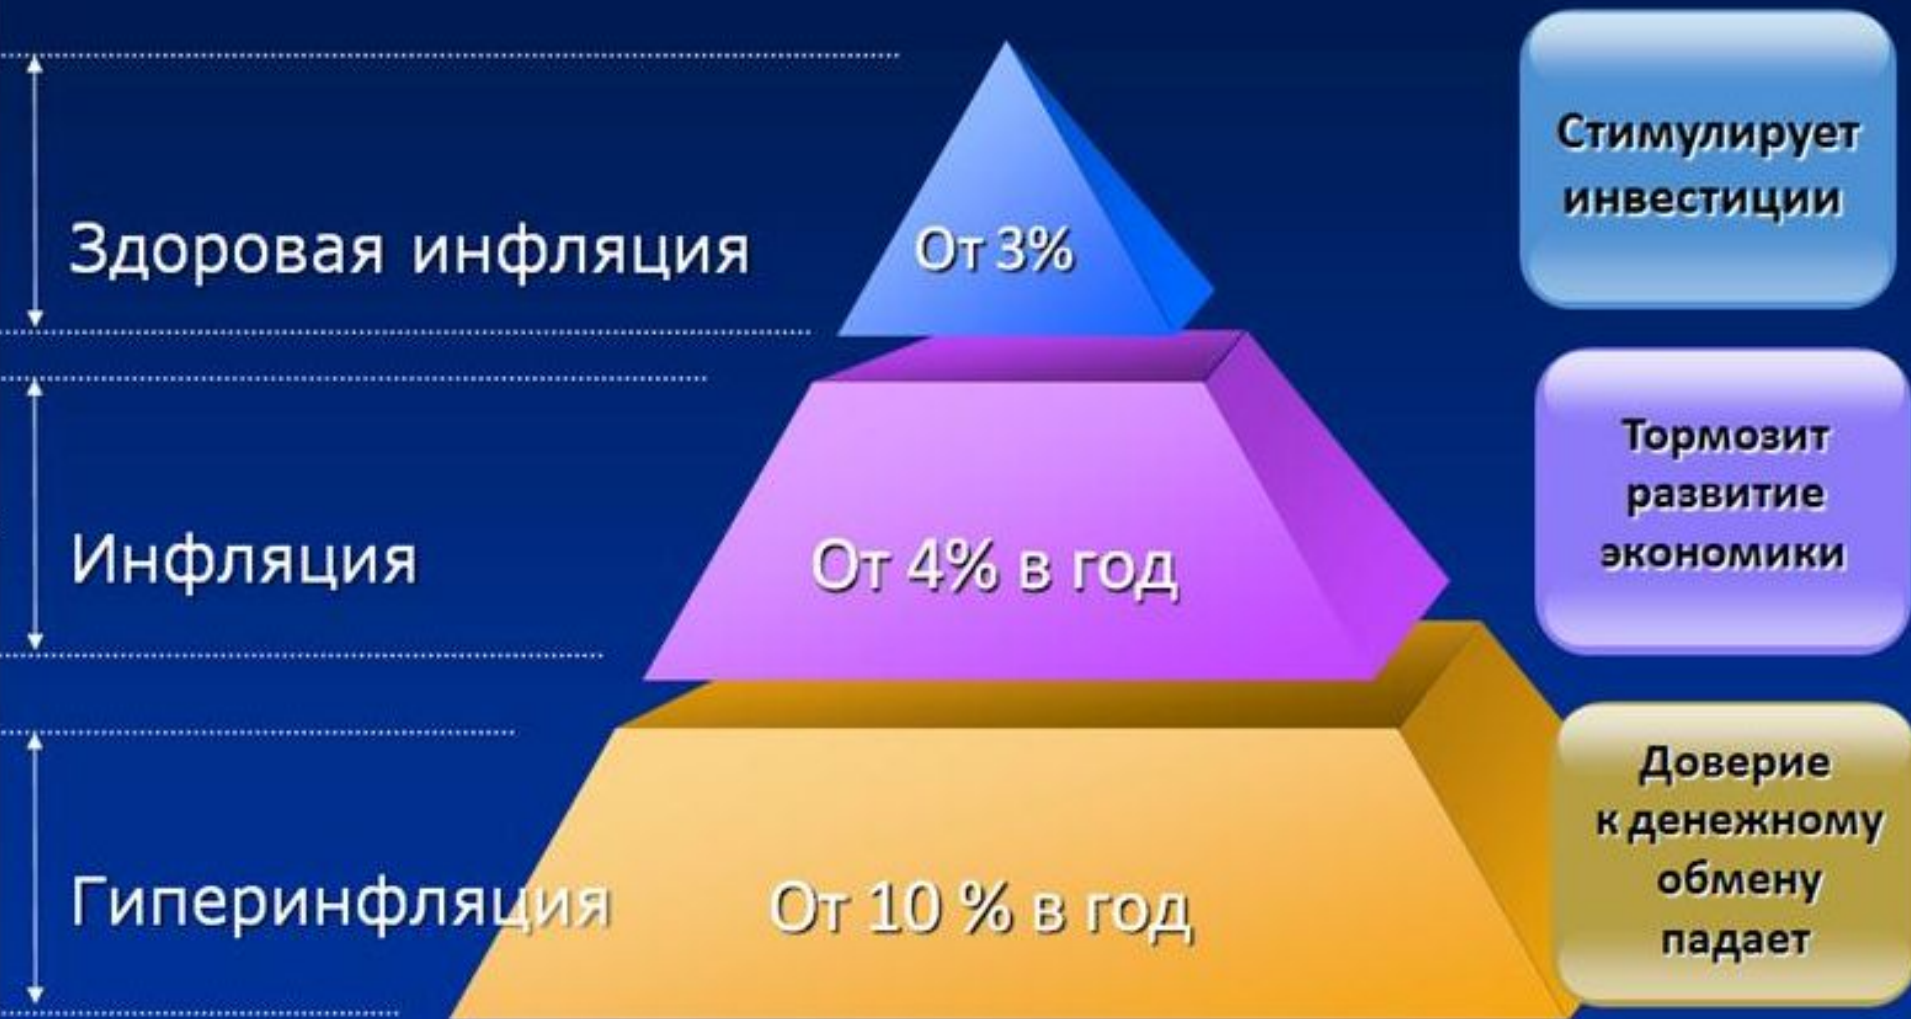 Здоровая инфляция
От 3%
Стимулирует
инвестиции
Инфляция
От 4% в год
Тормозит
развитие
экономики
Гиперинфляция
От 10 % в год
Доверие
к денежному
обмену
падает